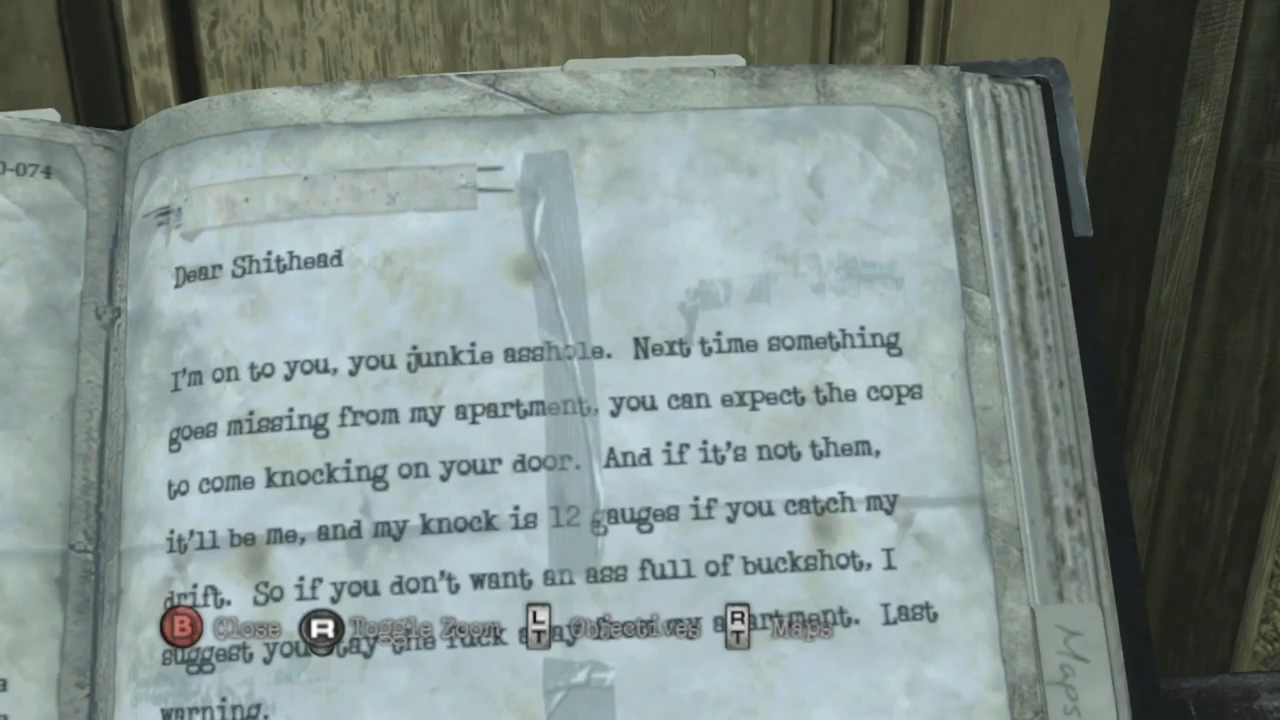 0-074
Dear Shithead
I'm on to you, you junkie asshole. Next time something
goes missing from my apartment, you can expect the cops
to come knocking on your door. And if it's not them,
it'll be me, and my knock is 12 gauges if you catch my
drift. So if you don't want an ass full of buckshot, I
suggest you stay the fuck away from my apartment. Last
warning.
B Close R Toggle Zoom LT Objectives RT Maps
Maps
a